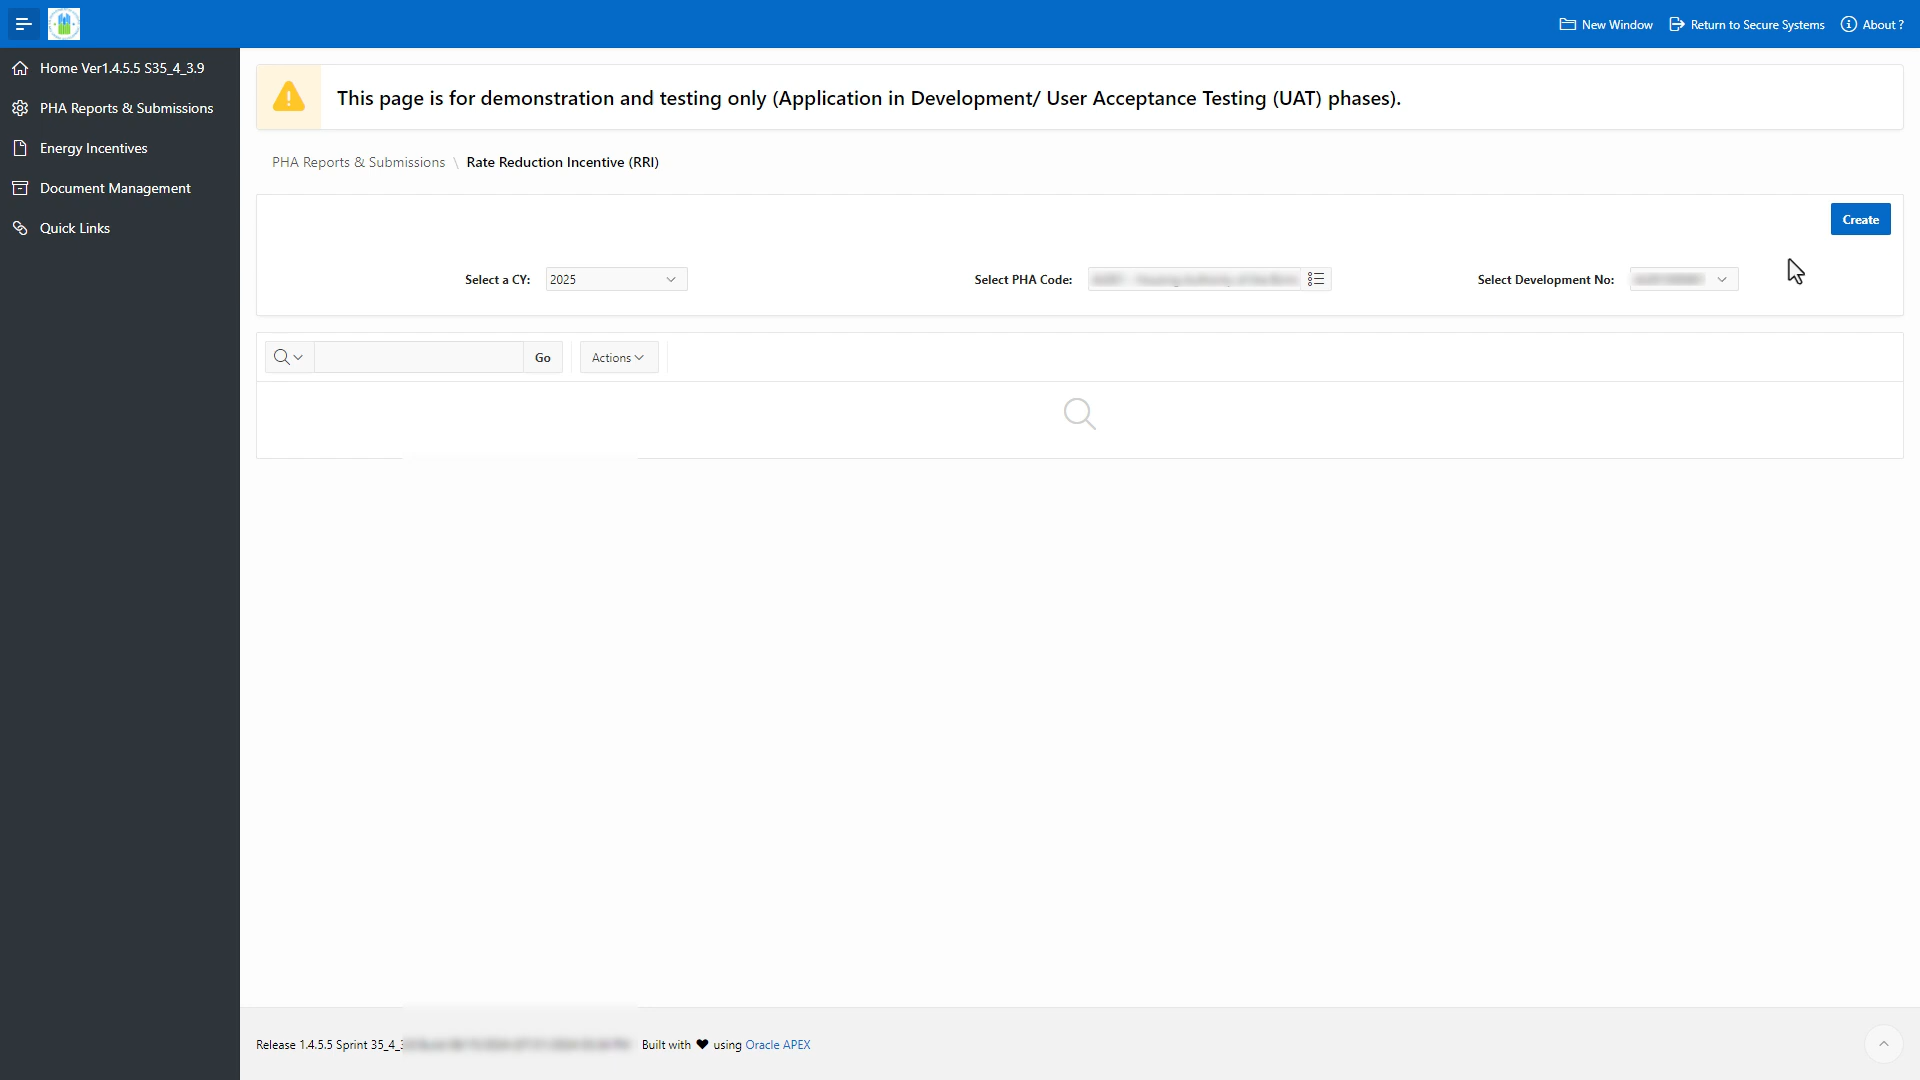 New Window
Return to Secure Systems
About ?
Home Ver1.4.5.5 S35_4_3.9
PHA Reports & Submissions
Energy Incentives
Document Management
Quick Links
This page is for demonstration and testing only (Application in Development/ User Acceptance Testing (UAT) phases).
PHA Reports & Submissions \ Rate Reduction Incentive (RRI)
Create
Select a CY: 2025
Select PHA Code:
Select Development No:
Go
Actions
Release 1.4.5.5 Sprint 35_4_
Built with ♥ using Oracle APEX